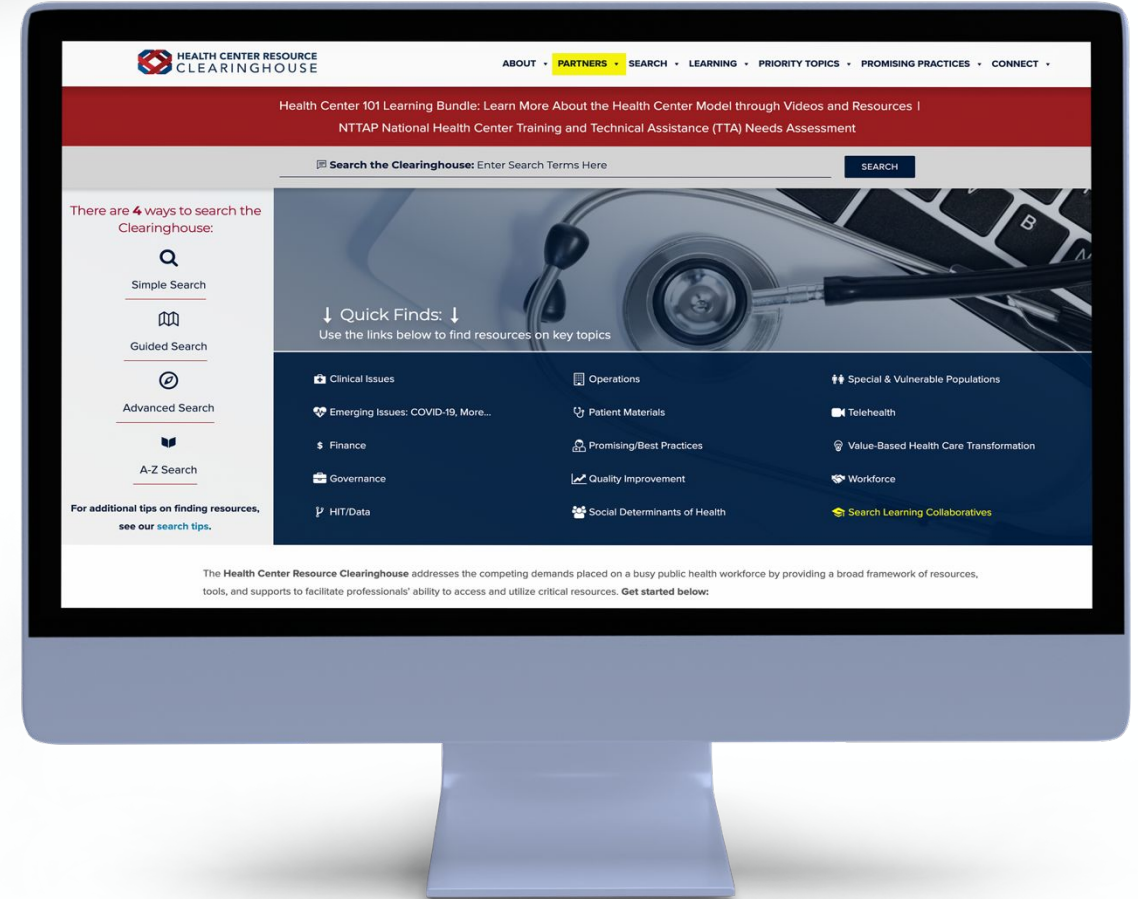 HEALTH CENTER RESOURCE
CLEARINGHOUSE
ABOUT PARTNERS SEARCH LEARNING PRIORITY TOPICS PROMISING PRACTICES CONNECT
Health Center 101 Learning Bundle: Learn More About the Health Center Model through Videos and Resources |
NTTAP National Health Center Training and Technical Assistance (TTA) Needs Assessment
Search the Clearinghouse: Enter Search Terms Here
SEARCH
There are 4 ways to search the
Clearinghouse:
Simple Search
Guided Search
Advanced Search
A-Z Search
For additional tips on finding resources,
see our search tips.
↓ Quick Finds: ↓
Use the links below to find resources on key topics
Clinical Issues
Emerging Issues: COVID-19, More...
$ Finance
Governance
HIT/Data
Operations
Patient Materials
Promising/Best Practices
Quality Improvement
Social Determinants of Health
Special & Vulnerable Populations
Telehealth
Value-Based Health Care Transformation
Workforce
Search Learning Collaboratives
B
The Health Center Resource Clearinghouse addresses the competing demands placed on a busy public health workforce by providing a broad framework of resources,
tools, and supports to facilitate professionals' ability to access and utilize critical resources. Get started below: